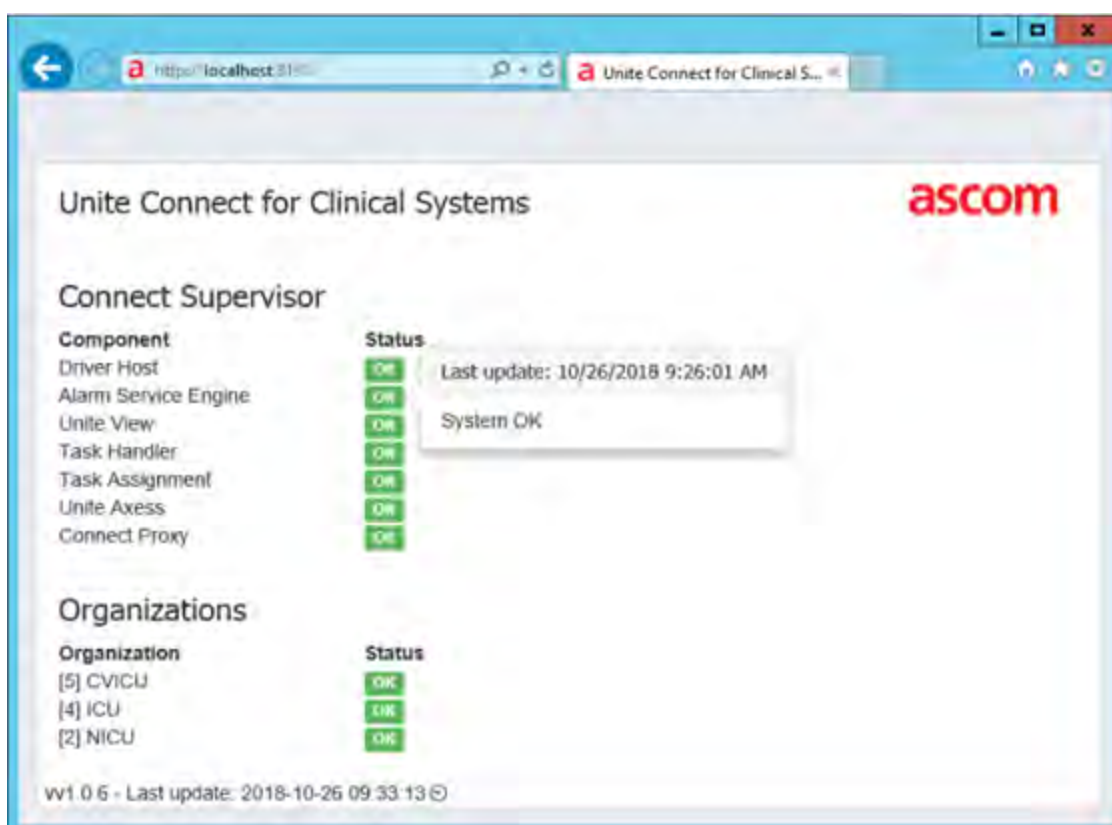 http://localhost
Unite Connect for Clinical S...
Unite Connect for Clinical Systems
ascom
Connect Supervisor
Component Status
Driver Host OK
Last update: 10/26/2018 9:26:01 AM
Alarm Service Engine OK
Unite View OK
System OK
Task Handler OK
Task Assignment OK
Unite Axess OK
Connect Proxy OK
Organizations
Organization Status
[5] CVICU OK
[4] ICU OK
[2] NICU OK
vv1.0.6 - Last update: 2018-10-26 09:33:13